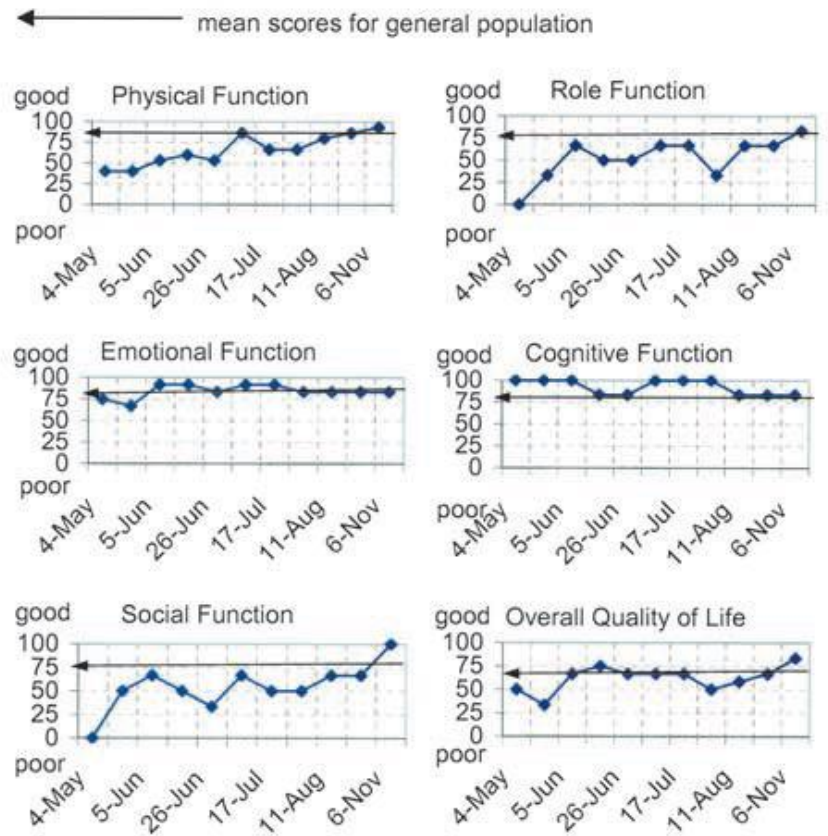 mean scores for general population
good Physical Function
100
75
50
25
0
poor
4-May 5-Jun 26-Jun 17-Jul 11-Aug 6-Nov
good Role Function
100
75
50
25
0
poor
4-May 5-Jun 26-Jun 17-Jul 11-Aug 6-Nov
good Emotional Function
100
75
50
25
0
poor
4-May 5-Jun 26-Jun 17-Jul 11-Aug 6-Nov
good Cognitive Function
100
75
50
25
0
poor
4-May 5-Jun 26-Jun 17-Jul 11-Aug 6-Nov
good Social Function
100
75
50
25
0
poor
4-May 5-Jun 26-Jun 17-Jul 11-Aug 6-Nov
good Overall Quality of Life
100
75
50
25
0
poor
4-May 5-Jun 26-Jun 17-Jul 11-Aug 6-Nov